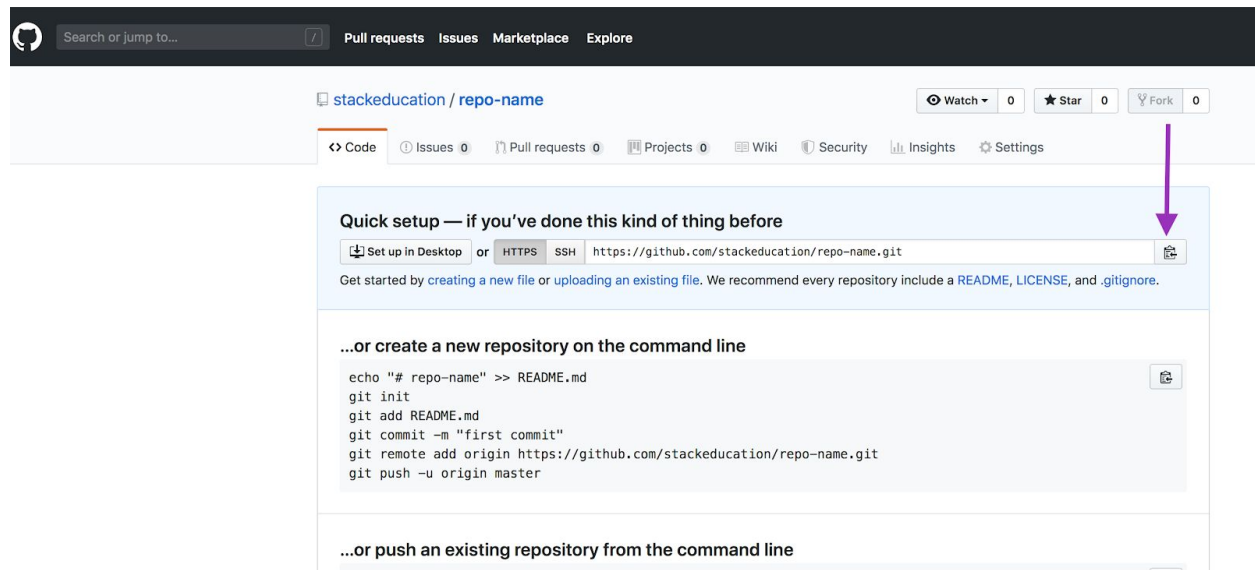 Search or jump to... / Pull requests Issues Marketplace Explore
stackeducation / repo-name Watch 0 Star 0 Fork 0
<> Code Issues 0 Pull requests 0 Projects 0 Wiki Security Insights Settings
Quick setup — if you’ve done this kind of thing before
Set up in Desktop or HTTPS SSH https://github.com/stackeducation/repo-name.git
Get started by creating a new file or uploading an existing file. We recommend every repository include a README, LICENSE, and .gitignore.
...or create a new repository on the command line
echo "# repo-name" >> README.md
git init
git add README.md
git commit -m "first commit"
git remote add origin https://github.com/stackeducation/repo-name.git
git push -u origin master
...or push an existing repository from the command line